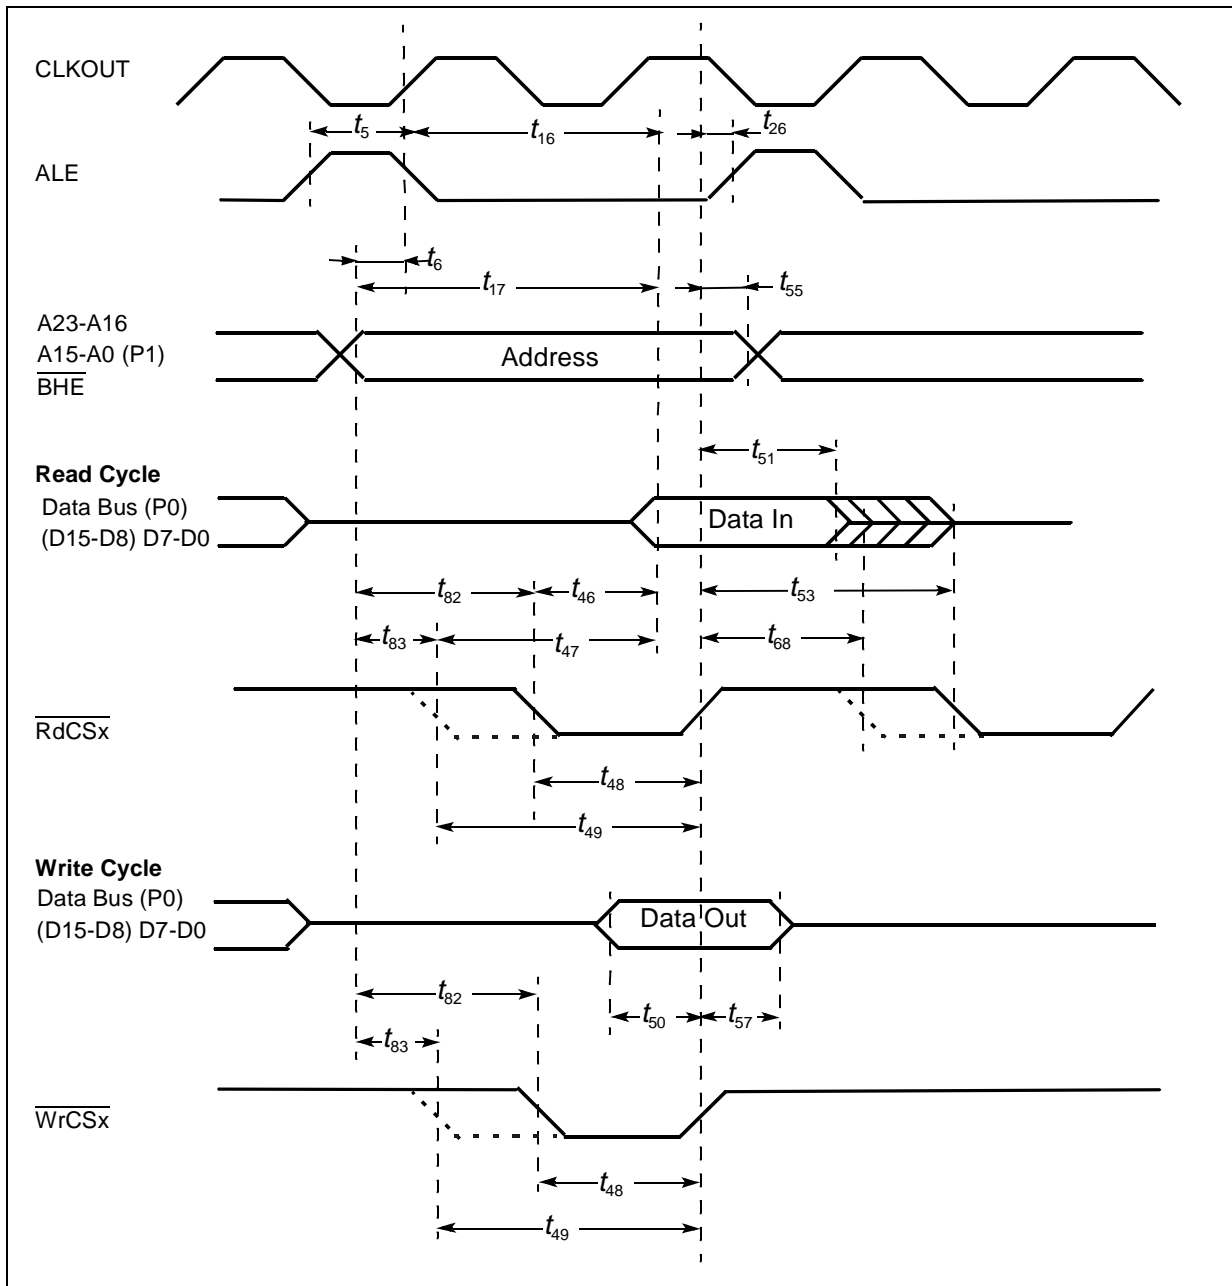 CLKOUT
t5
t16
t26
ALE
t6
t17
t55
A23-A16
A15-A0 (P1)
Address
BHE
t51
Read Cycle
Data Bus (P0)
Data In
(D15-D8) D7-D0
t82
t46
t53
t83
t47
t68
RdCSx
t48
t49
Write Cycle
Data Bus (P0)
Data Out
(D15-D8) D7-D0
t82
t50
t57
t83
WrCSx
t48
t49